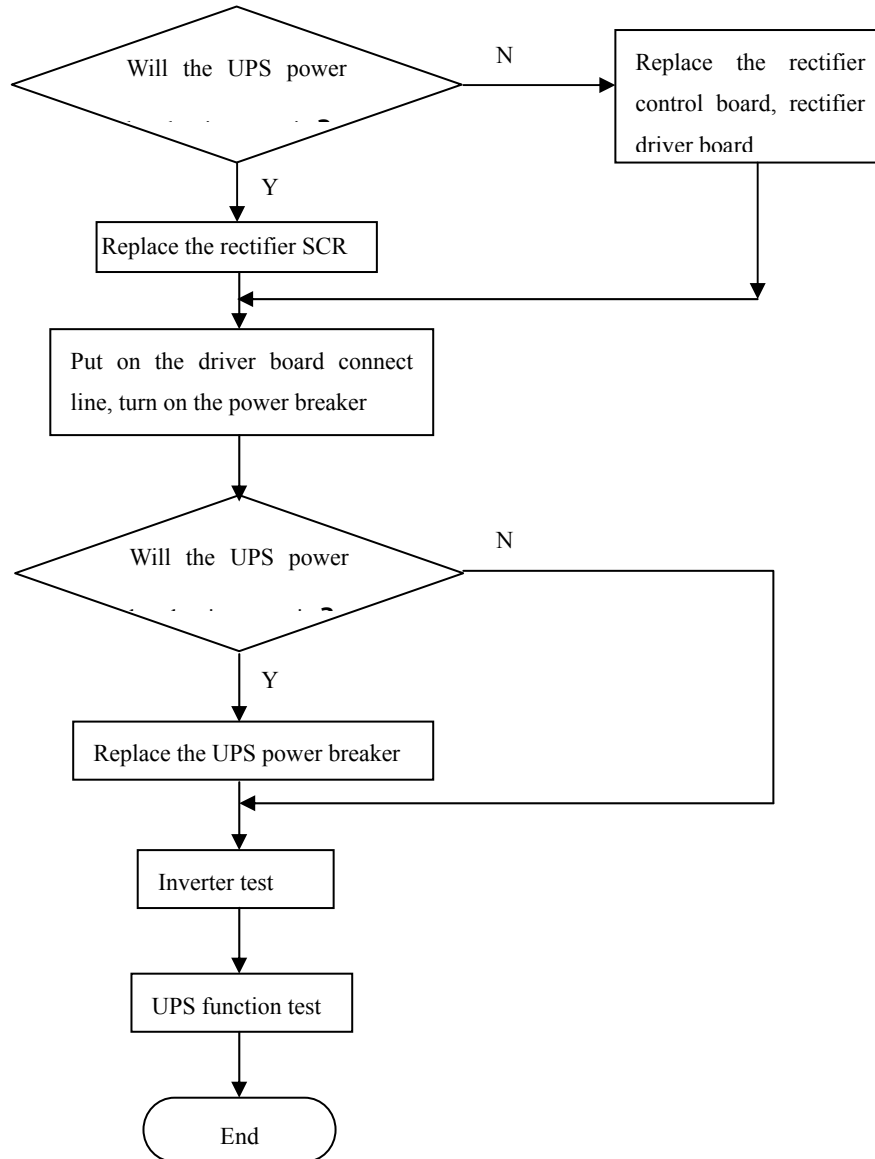 Will the UPS power
N
Replace the rectifier
control board, rectifier
driver board
Y
Replace the rectifier SCR
Put on the driver board connect
line, turn on the power breaker
Will the UPS power
N
Y
Replace the UPS power breaker
Inverter test
UPS function test
End